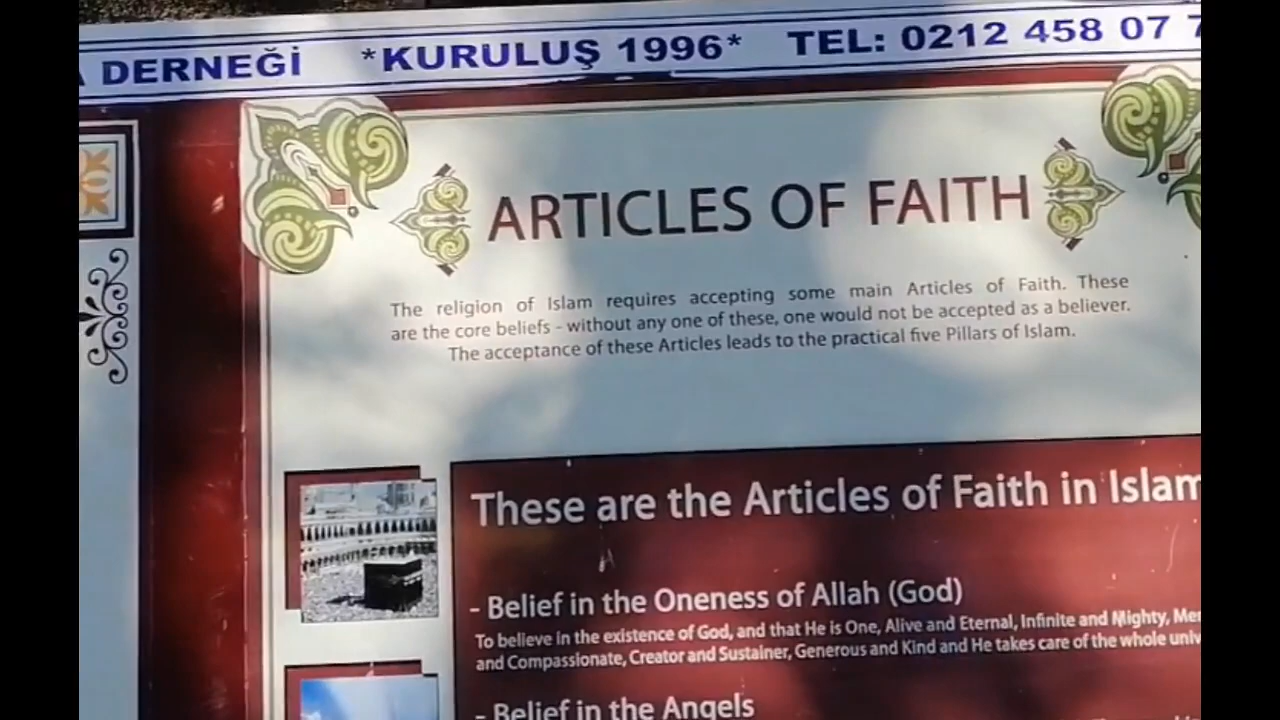 DERNEĞİ *KURULUŞ 1996* TEL: 0212 458 07
ARTICLES OF FAITH
The religion of Islam requires accepting some main Articles of Faith. These
are the core beliefs - without any one of these, one would not be accepted as a believer.
The acceptance of these Articles leads to the practical five Pillars of Islam.
These are the Articles of Faith in Islam
- Belief in the Oneness of Allah (God)
To believe in the existence of God, and that He is One, Alive and Eternal, Infinite and Mighty,
and Compassionate, Creator and Sustainer, Generous and Kind and He takes care of the whole
- Belief in the Angels